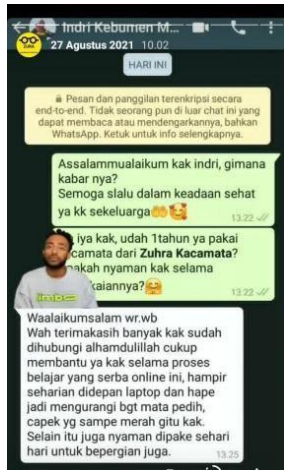 Indri Kebumen M...
27 Agustus 2021 10.02
ZURA
HARI INI
Pesan dan panggilan terenkripsi secara
end-to-end. Tidak seorang pun di luar chat ini yang
dapat membaca atau mendengarkannya, bahkan
WhatsApp. Ketuk untuk info selengkapnya.
Assalammualaikum kak indri, gimana
kabar nya?
Semoga slalu dalam keadaan sehat
ya kk sekeluarga🤲🥰
iya kak, udah 1tahun ya pakai
camata dari Zuhra Kacamata?
akah nyaman kak selama
kaiannya?🤗
13.22
13.22
limbo
Waalaikumsalam wr.wb
Wah terimakasih banyak kak sudah
dihubungi alhamdulillah cukup
membantu ya kak selama proses
belajar yang serba online ini, hampir
seharian didepan laptop dan hape
jadi mengurangi bgt mata pedih,
capek yg sampe merah gitu kak.
Selain itu juga nyaman dipake sehari
hari untuk bepergian juga.
13.25